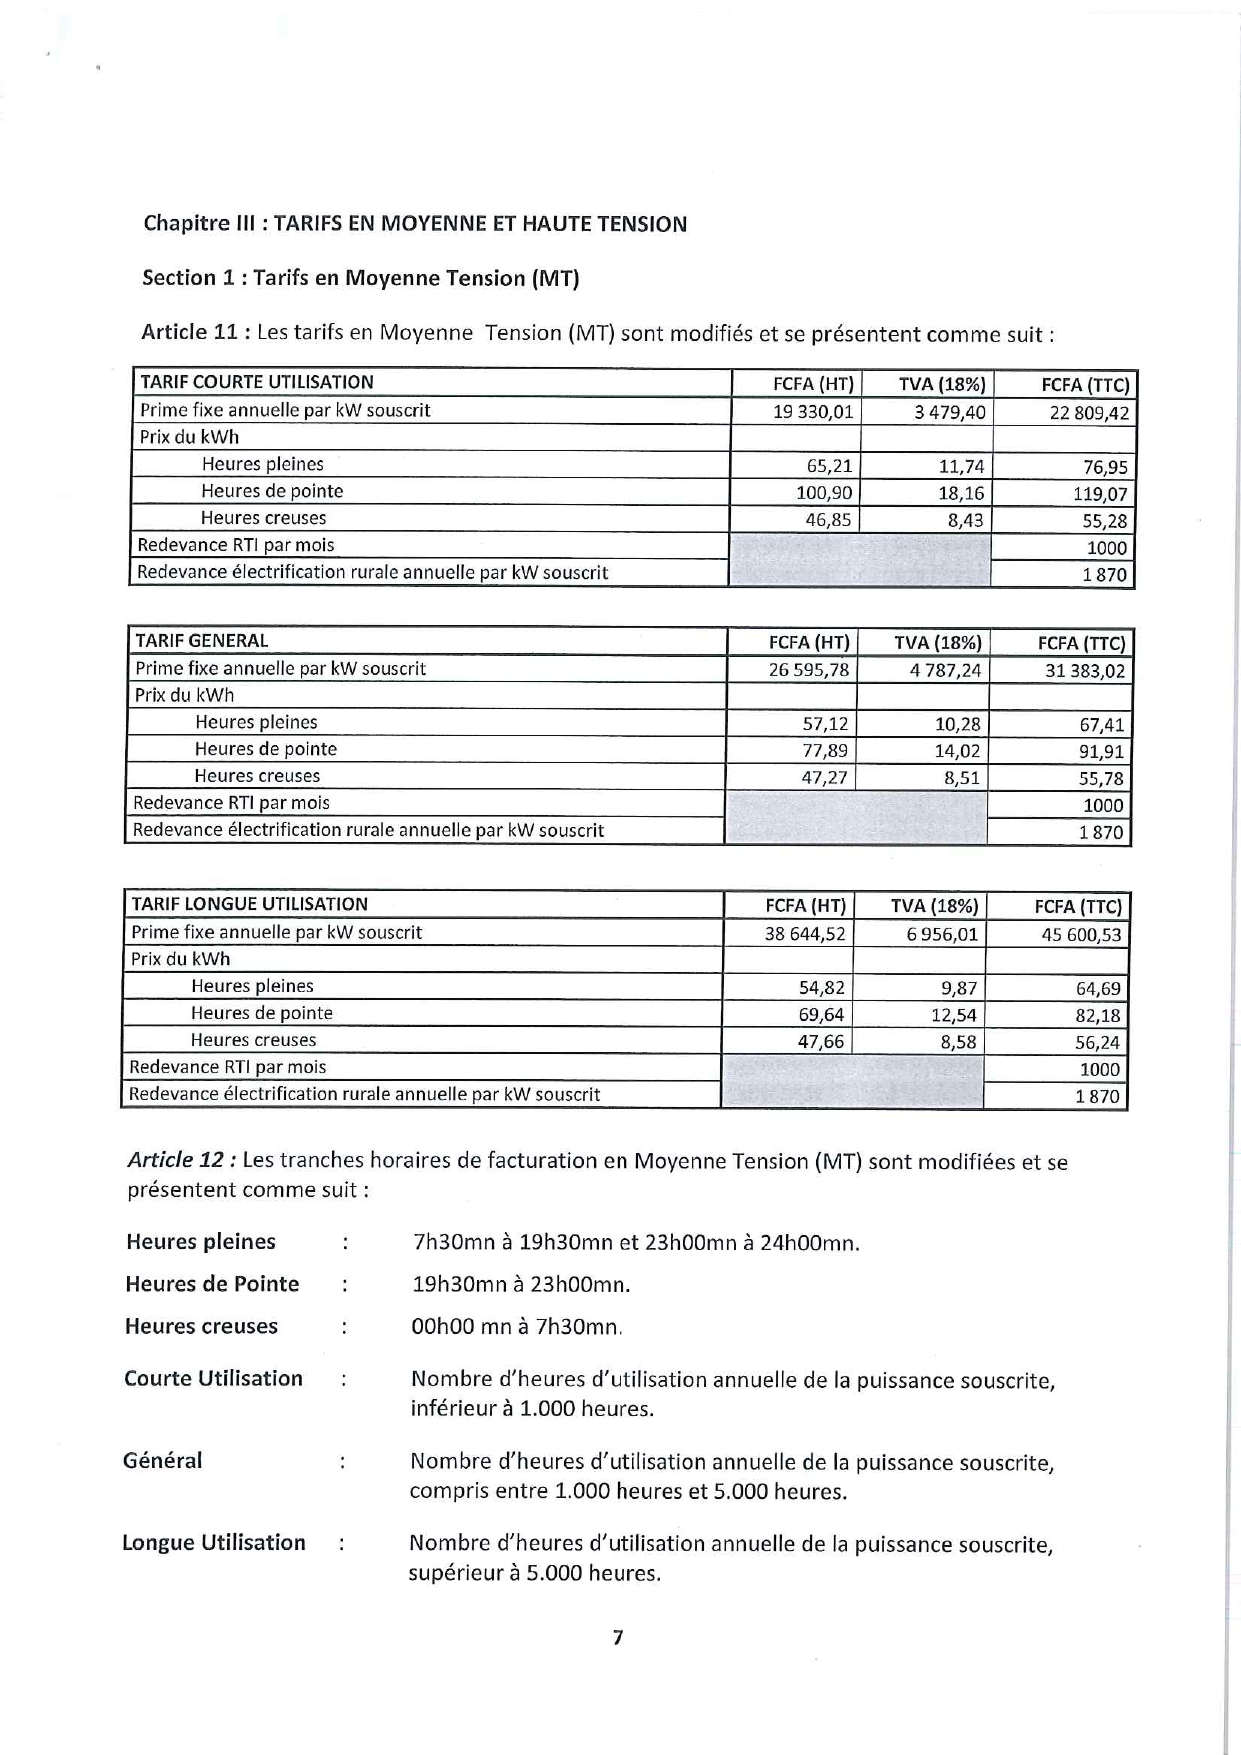 Chapitre III : TARIFS EN MOYENNE ET HAUTE TENSION
Section 1 : Tarifs en Moyenne Tension (MT)
Article 11 : Les tarifs en Moyenne Tension (MT) sont modifiés et se présentent comme suit :
TARIF COURTE UTILISATION FCFA (HT) TVA (18%) FCFA (TTC)
Prime fixe annuelle par kW souscrit 19 330,01 3 479,40 22 809,42
Prix du kWh
Heures pleines 65,21 11,74 76,95
Heures de pointe 100,90 18,16 119,07
Heures creuses 46,85 8,43 55,28
Redevance RTI par mois 1000
Redevance électrification rurale annuelle par kW souscrit 1 870
TARIF GENERAL FCFA (HT) TVA (18%) FCFA (TTC)
Prime fixe annuelle par kW souscrit 26 595,78 4 787,24 31 383,02
Prix du kWh
Heures pleines 57,12 10,28 67,41
Heures de pointe 77,89 14,02 91,91
Heures creuses 47,27 8,51 55,78
Redevance RTI par mois 1000
Redevance électrification rurale annuelle par kW souscrit 1 870
TARIF LONGUE UTILISATION FCFA (HT) TVA (18%) FCFA (TTC)
Prime fixe annuelle par kW souscrit 38 644,52 6 956,01 45 600,53
Prix du kWh
Heures pleines 54,82 9,87 64,69
Heures de pointe 69,64 12,54 82,18
Heures creuses 47,66 8,58 56,24
Redevance RTI par mois 1000
Redevance électrification rurale annuelle par kW souscrit 1 870
Article 12 : Les tranches horaires de facturation en Moyenne Tension (MT) sont modifiées et se
présentent comme suit :
Heures pleines : 7h30mn à 19h30mn et 23h00mn à 24h00mn.
Heures de Pointe : 19h30mn à 23h00mn.
Heures creuses : 00h00 mn à 7h30mn.
Courte Utilisation : Nombre d'heures d'utilisation annuelle de la puissance souscrite,
inférieur à 1.000 heures.
Général : Nombre d'heures d'utilisation annuelle de la puissance souscrite,
compris entre 1.000 heures et 5.000 heures.
Longue Utilisation : Nombre d'heures d'utilisation annuelle de la puissance souscrite,
supérieur à 5.000 heures.
7